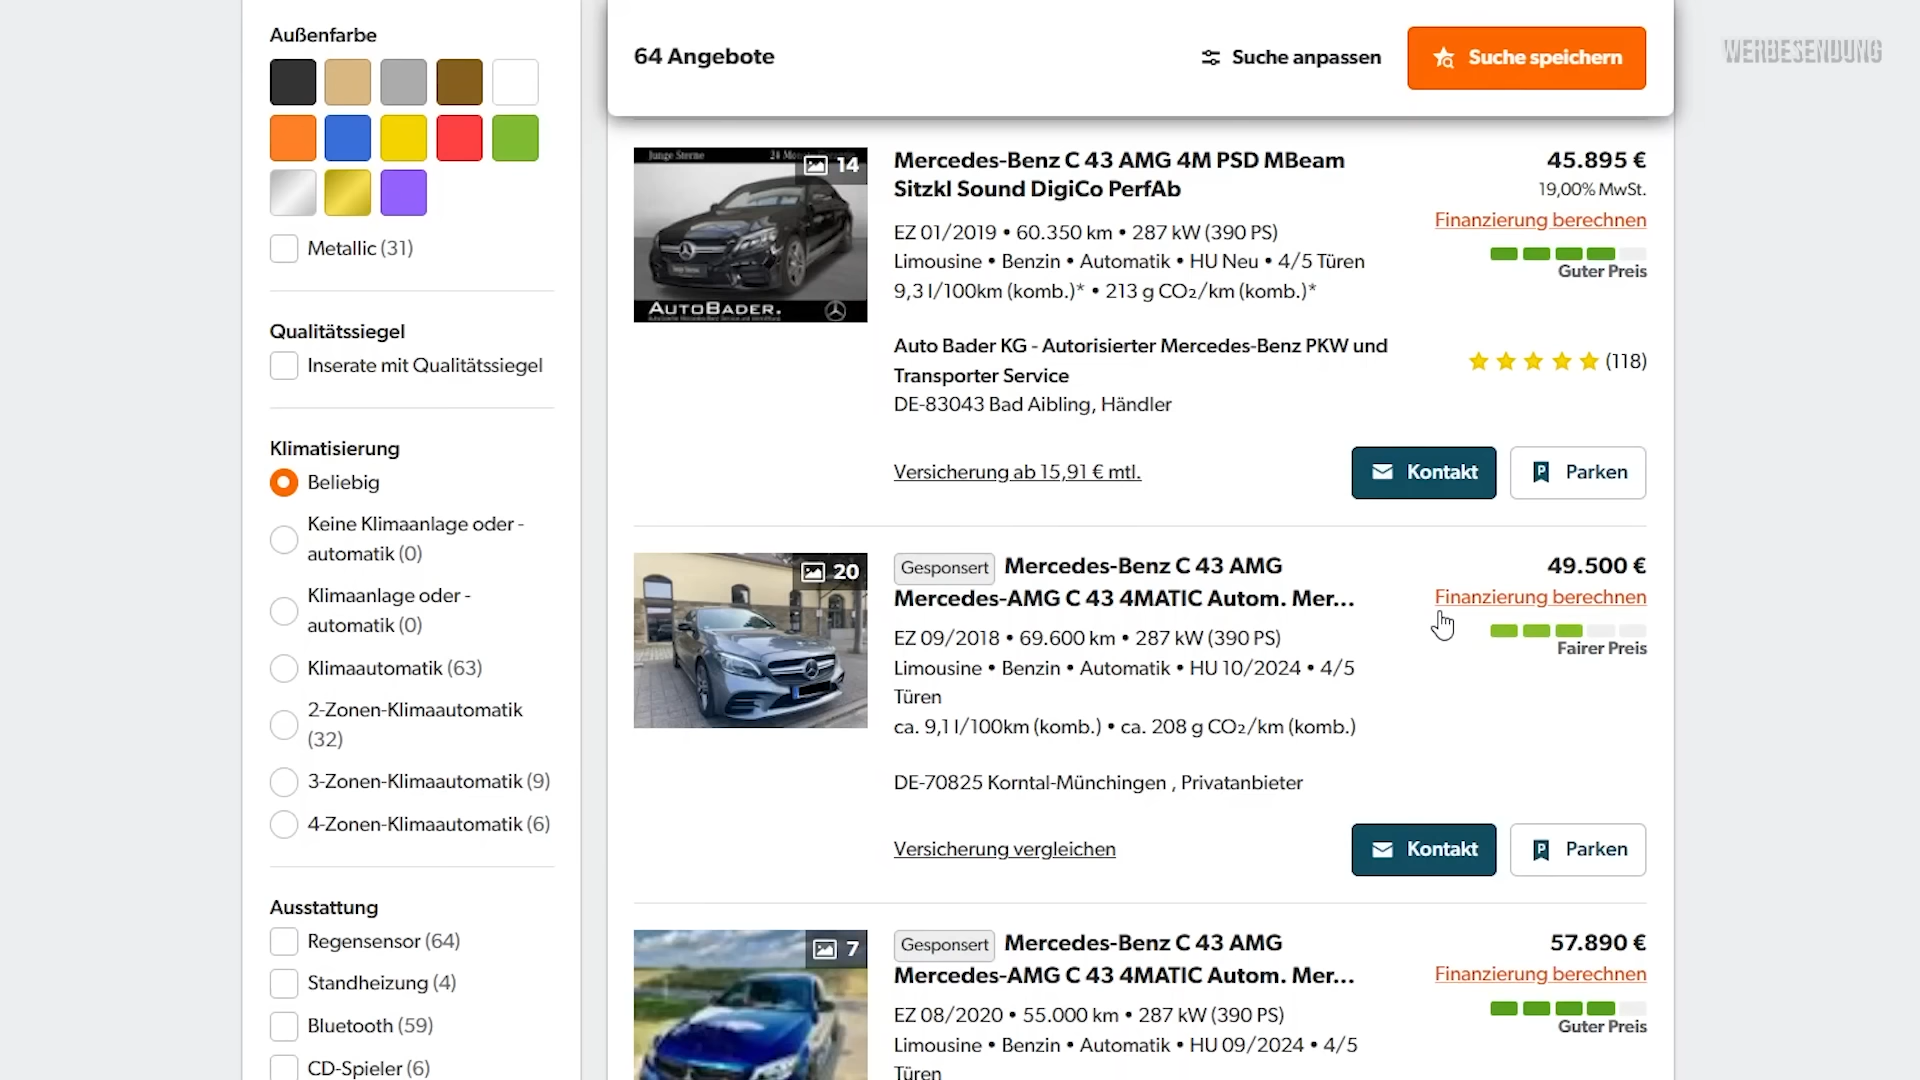 Außenfarbe
Metallic (31)
Qualitätssiegel
Inserate mit Qualitätssiegel
Klimatisierung
Beliebig
Keine Klimaanlage oder -
automatik (0)
Klimaanlage oder -
automatik (0)
Klimaautomatik (63)
2-Zonen-Klimaautomatik
(32)
3-Zonen-Klimaautomatik (9)
4-Zonen-Klimaautomatik (6)
Ausstattung
Regensensor (64)
Standheizung (4)
Bluetooth (59)
CD-Spieler (6)
64 Angebote
Suche anpassen
Suche speichern
WERBESENDUNG
Junge Sterne
14
AUTOBADER.
Mercedes-Benz C 43 AMG 4M PSD MBeam
Sitzkl Sound DigiCo PerfAb
45.895 €
19,00% MwSt.
Finanzierung berechnen
Guter Preis
EZ 01/2019 • 60.350 km • 287 kW (390 PS)
Limousine • Benzin • Automatik • HU Neu • 4/5 Türen
9,3 l/100km (komb.)* • 213 g CO₂/km (komb.)*
Auto Bader KG - Autorisierter Mercedes-Benz PKW und
Transporter Service
(118)
DE-83043 Bad Aibling, Händler
Versicherung ab 15,91 € mtl.
Kontakt
Parken
20
Gesponsert Mercedes-Benz C 43 AMG
Mercedes-AMG C 43 4MATIC Autom. Mer...
49.500 €
Finanzierung berechnen
Fairer Preis
EZ 09/2018 • 69.600 km • 287 kW (390 PS)
Limousine • Benzin • Automatik • HU 10/2024 • 4/5
Türen
ca. 9,1 l/100km (komb.) • ca. 208 g CO₂/km (komb.)
DE-70825 Korntal-Münchingen , Privatanbieter
Versicherung vergleichen
Kontakt
Parken
7
Gesponsert Mercedes-Benz C 43 AMG
Mercedes-AMG C 43 4MATIC Autom. Mer...
57.890 €
Finanzierung berechnen
Guter Preis
EZ 08/2020 • 55.000 km • 287 kW (390 PS)
Limousine • Benzin • Automatik • HU 09/2024 • 4/5
Türen